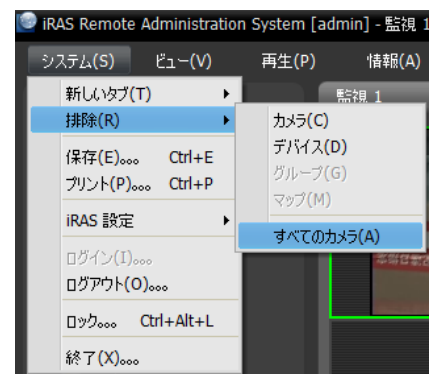 iRAS Remote Administration System [admin] - 監視 1
システム(S) ビュー(V) 再生(P) 情報(A)
監視 1
新しいタブ(T)
排除(R)
保存(E)... Ctrl+E
プリント(P)... Ctrl+P
iRAS 設定
ログイン(I)...
ログアウト(O)...
ロック... Ctrl+Alt+L
終了(X)...
カメラ(C)
デバイス(D)
グループ(G)
マップ(M)
すべてのカメラ(A)